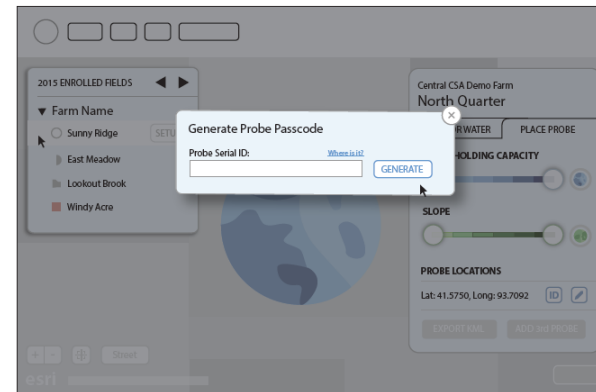 2015 ENROLLED FIELDS
Farm Name
Sunny Ridge SETU
East Meadow
Lookout Brook
Windy Acre
Generate Probe Passcode
Probe Serial ID: Where is it?
GENERATE
Central CSA Demo Farm
North Quarter
R WATER PLACE PROBE
HOLDING CAPACITY
SLOPE
PROBE LOCATIONS
Lat: 41.5750, Long: 93.7092 ID
EXPORT KML ADD 3rd PROBE
+ - Street
esri